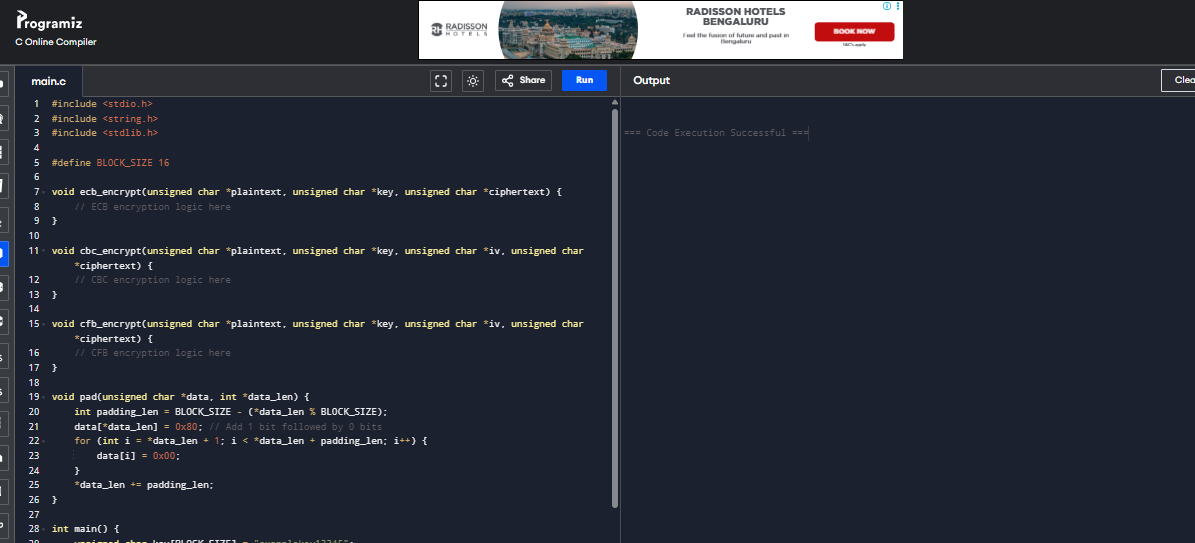 Programiz
C Online Compiler
RADISSON HOTELS
RADISSON HOTELS
BENGALURU
Feel the fusion of future and past in
Bengaluru
BOOK NOW
T&C's apply
main.c
Share
Run
Output
Clea
1 #include <stdio.h>
2 #include <string.h>
3 #include <stdlib.h>
4
5 #define BLOCK_SIZE 16
6
7 void ecb_encrypt(unsigned char *plaintext, unsigned char *key, unsigned char *ciphertext) {
8 // ECB encryption logic here
9 }
10
11 void cbc_encrypt(unsigned char *plaintext, unsigned char *key, unsigned char *iv, unsigned char
*ciphertext) {
12 // CBC encryption logic here
13 }
14
15 void cfb_encrypt(unsigned char *plaintext, unsigned char *key, unsigned char *iv, unsigned char
*ciphertext) {
16 // CFB encryption logic here
17 }
18
19 void pad(unsigned char *data, int *data_len) {
20 int padding_len = BLOCK_SIZE - (*data_len % BLOCK_SIZE);
21 data[*data_len] = 0x80; // Add 1 bit followed by 0 bits
22 for (int i = *data_len + 1; i < *data_len + padding_len; i++) {
23 data[i] = 0x00;
24 }
25 *data_len += padding_len;
26 }
27
28 int main() {
=== Code Execution Successful ===